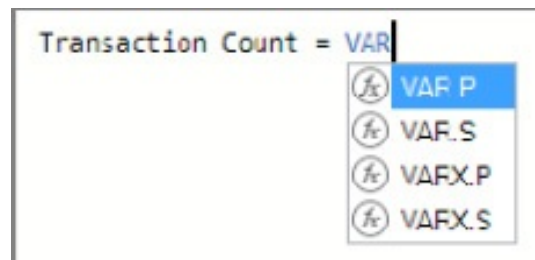 Transaction Count = VAR
VAR.P
VAR.S
VARX.P
VARX.S